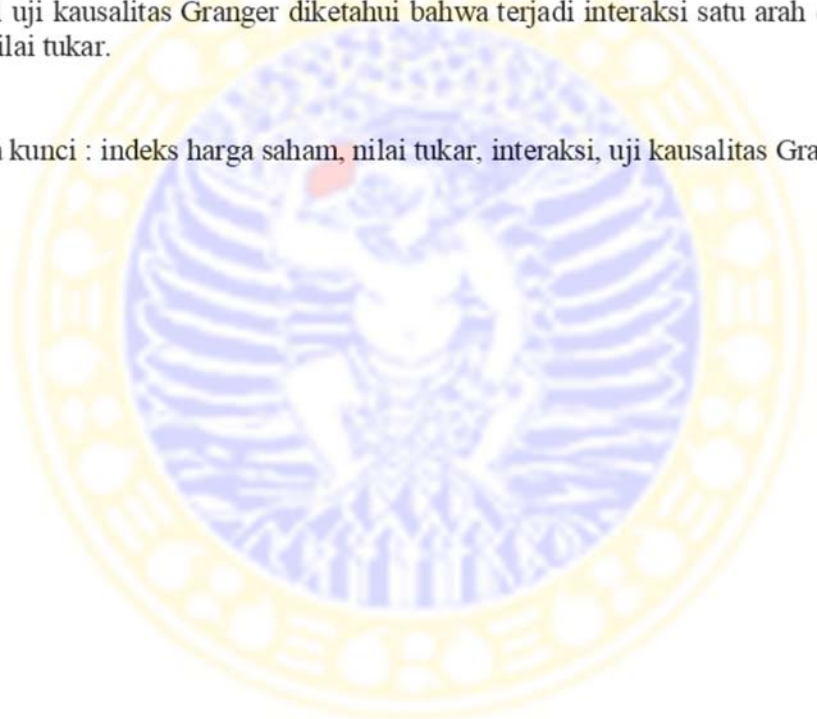 uji kausalitas Granger diketahui bahwa terjadi interaksi satu arah
ilai tukar.
kunci : indeks harga saham, nilai tukar, interaksi, uji kausalitas Gra